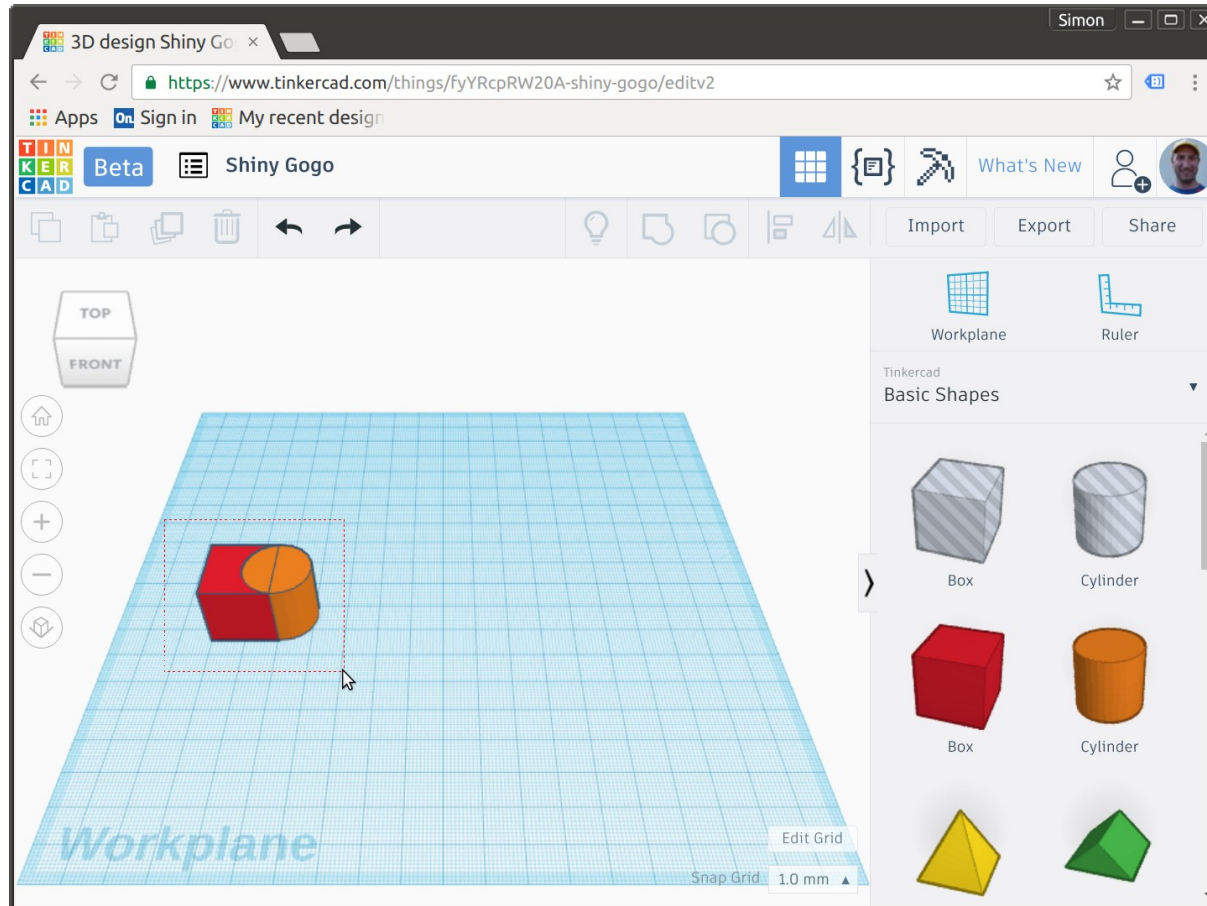 Simon
3D design Shiny Go
https://www.tinkercad.com/things/fyYRcpRW20A-shiny-gogo/editv2
Apps On Sign in My recent design
TIN
KER
CAD
Beta
Shiny Gogo
What's New
Import Export Share
TOP
FRONT
Workplane Ruler
Tinkercad
Basic Shapes
Box Cylinder
Box Cylinder
Workplane
Edit Grid
Snap Grid 1.0 mm